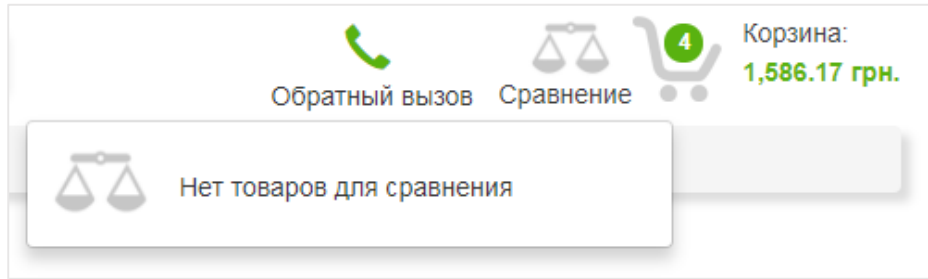 Обратный вызов
Сравнение
4
Корзина:
1,586.17 грн.
Нет товаров для сравнения